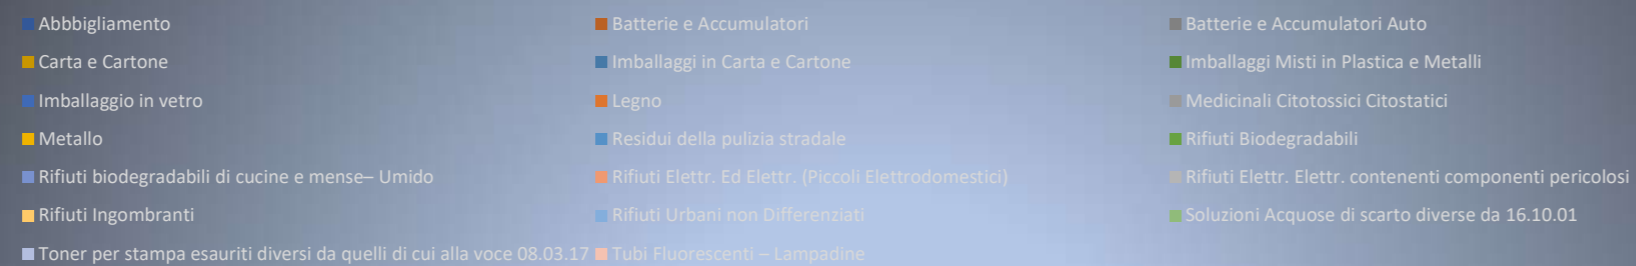 Abbbigliamento Batterie e Accumulatori Batterie e Accumulatori Auto
Carta e Cartone Imballaggi in Carta e Cartone Imballaggi Misti in Plastica e Metalli
Imballaggio in vetro Legno Medicinali Citotossici Citostatici
Metallo Residui della pulizia stradale Rifiuti Biodegradabili
Rifiuti biodegradabili di cucine e mense– Umido Rifiuti Elettr. Ed Elettr. (Piccoli Elettrodomestici) Rifiuti Elettr. Elettr. contenenti componenti pericolosi
Rifiuti Ingombranti Rifiuti Urbani non Differenziati Soluzioni Acquose di scarto diverse da 16.10.01
Toner per stampa esauriti diversi da quelli di cui alla voce 08.03.17 Tubi Fluorescenti – Lampadine